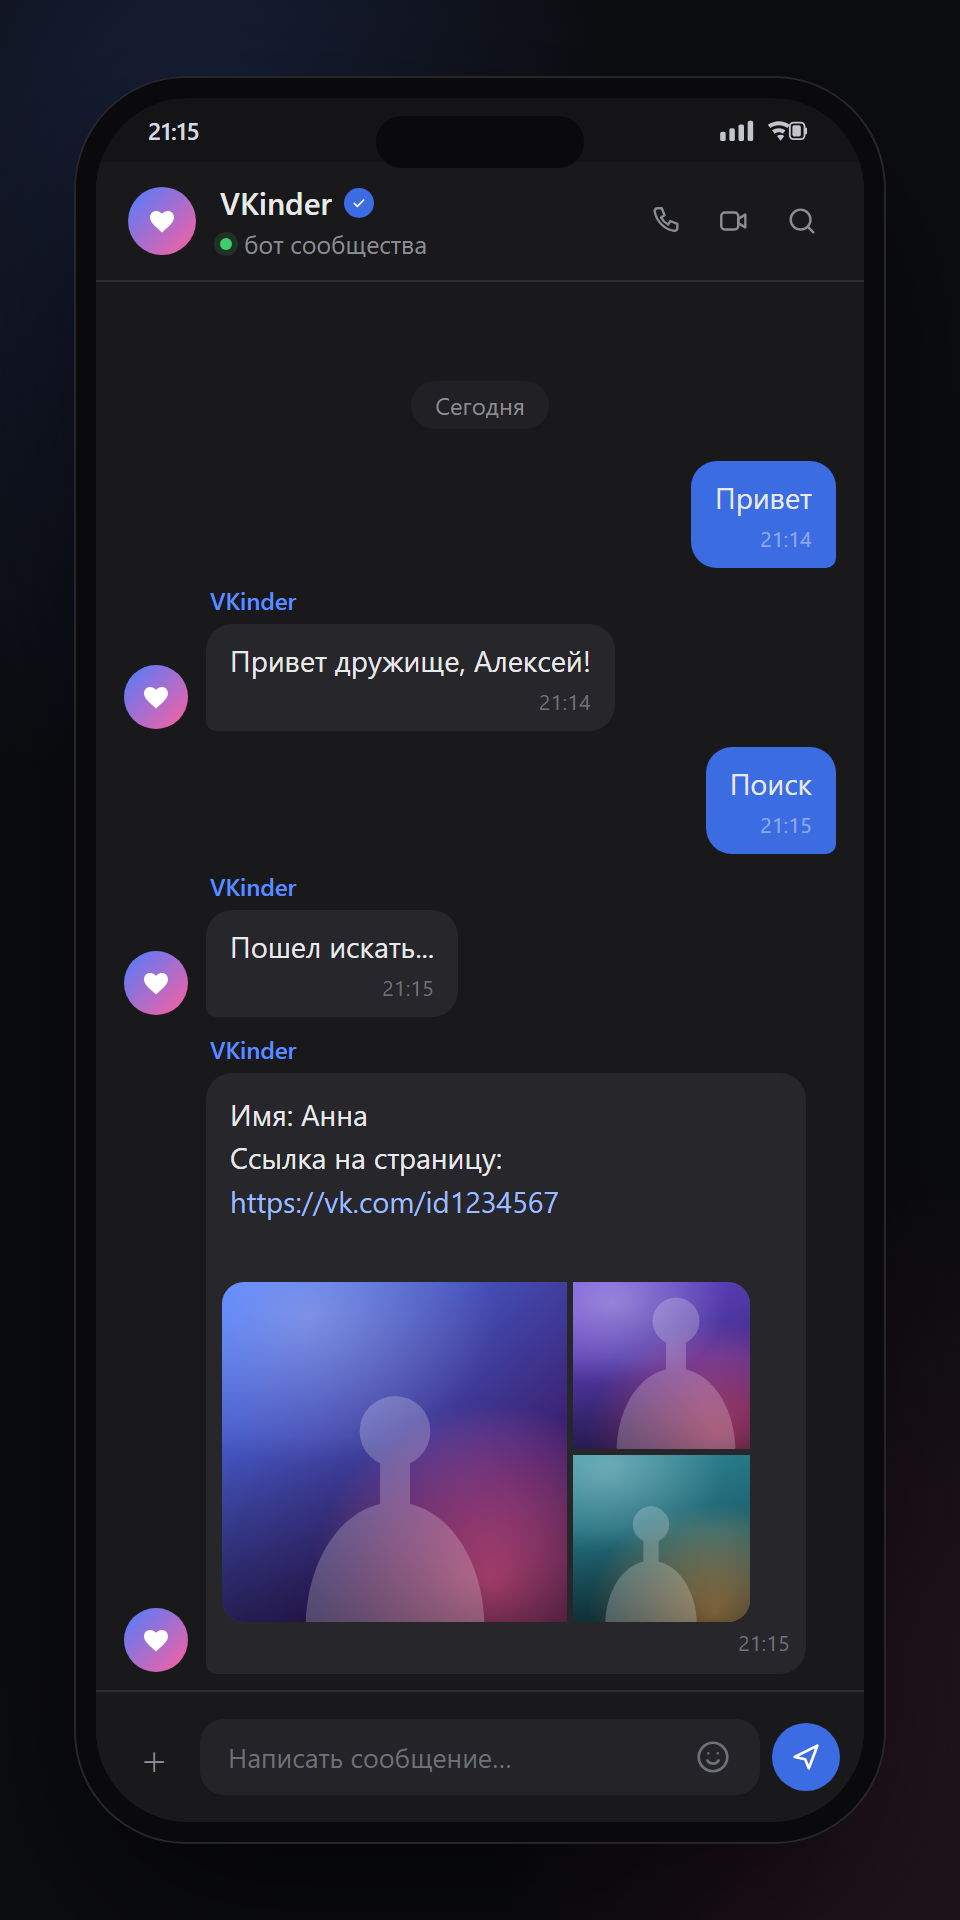 21:15
VKinder
бот сообщества
Сегодня
Привет
21:14
VKinder
Привет дружище, Алексей!
21:14
Поиск
21:15
VKinder
Пошел искать...
21:15
VKinder
Имя: Анна
Ссылка на страницу:
https://vk.com/id1234567
21:15
Написать сообщение...